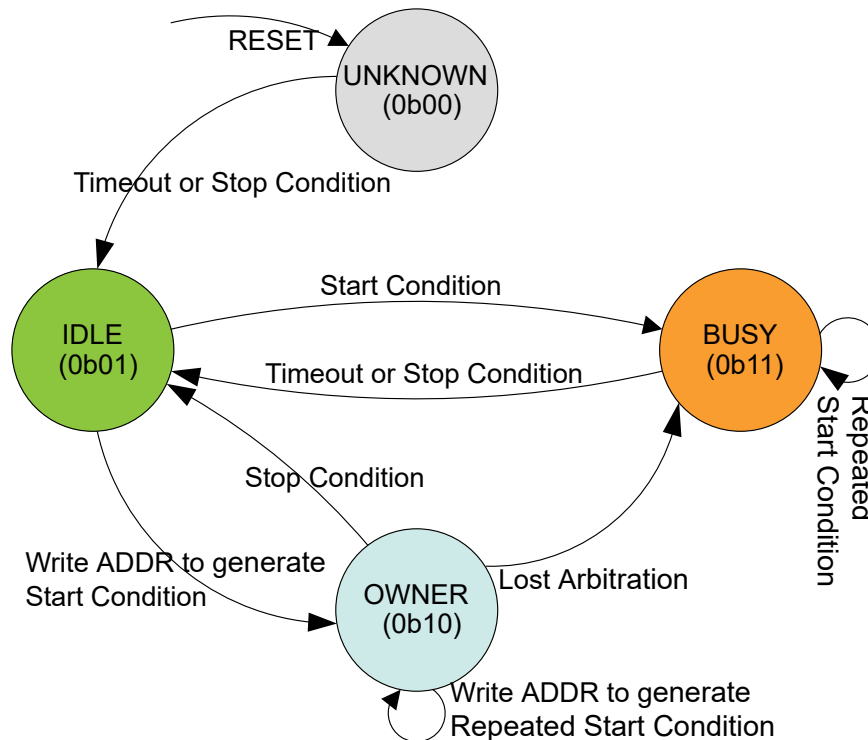 RESET
UNKNOWN
(0b00)
Timeout or Stop Condition
Start Condition
IDLE
(0b01)
BUSY
(0b11)
Timeout or Stop Condition
Repeated
Start Condition
Stop Condition
Write ADDR to generate
Start Condition
Lost Arbitration
OWNER
(0b10)
Write ADDR to generate
Repeated Start Condition